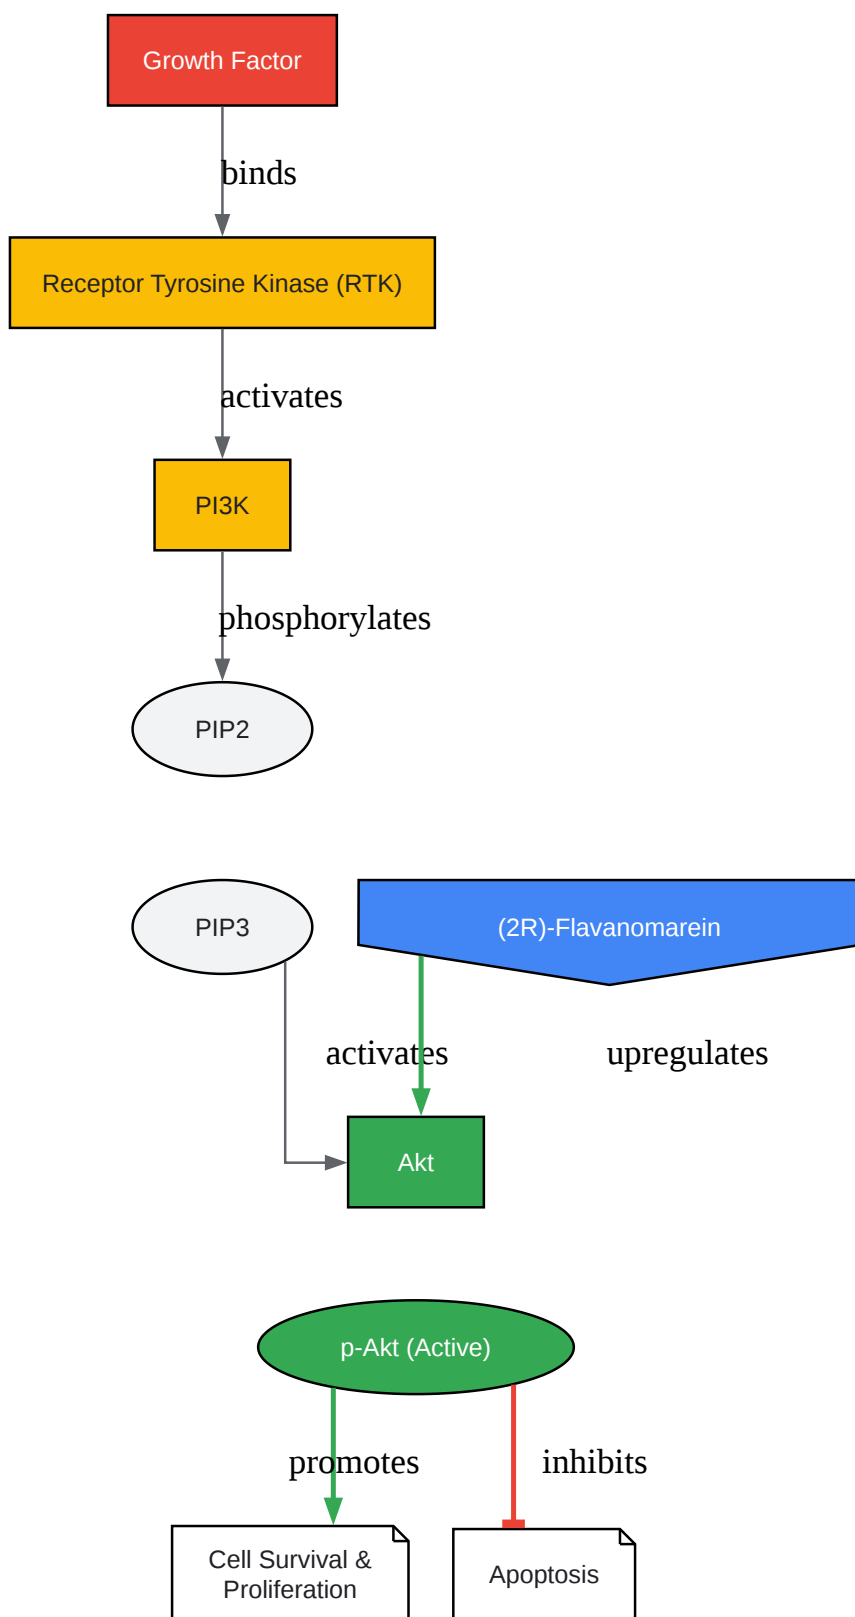 Growth Factor
binds
Receptor Tyrosine Kinase (RTK)
activates
PI3K
phosphorylates
PIP2
PIP3
(2R)-Flavanomarein
activates
upregulates
Akt
p-Akt (Active)
promotes
inhibits
Cell Survival &
Proliferation
Apoptosis